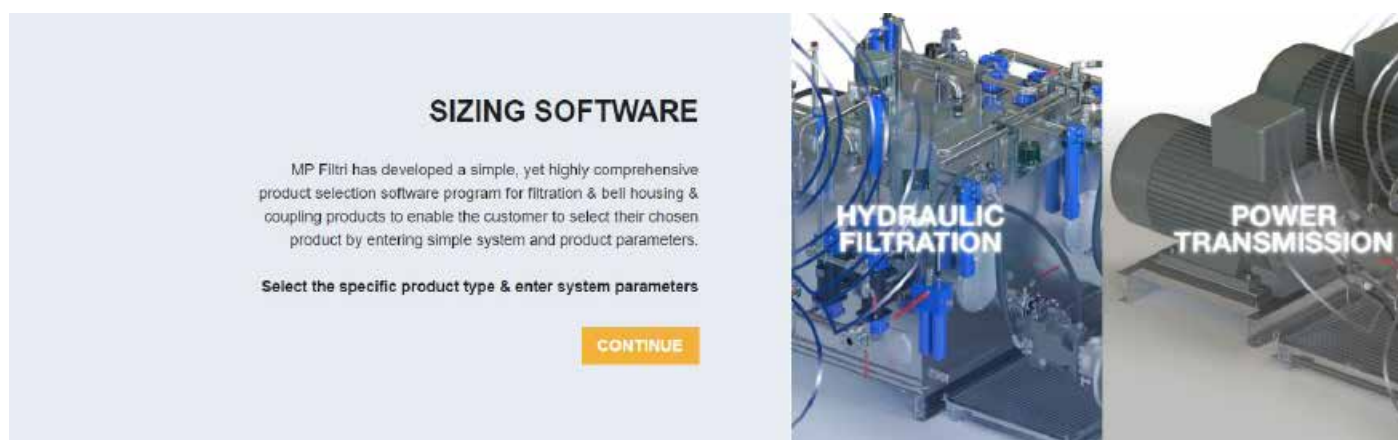 SIZING SOFTWARE
MP Filtri has developed a simple, yet highly comprehensive
product selection software program for filtration & bell housing &
coupling products to enable the customer to select their chosen
product by entering simple system and product parameters.
Select the specific product type & enter system parameters
CONTINUE
HYDRAULIC
FILTRATION
POWER
TRANSMISSION